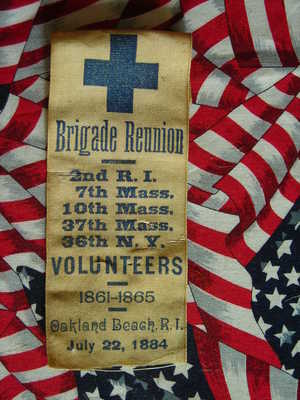 Brigade Reunion
2nd R. I.
7th Mass.
10th Mass.
37th Mass.
36th N. Y.
VOLUNTEERS
1861-1865
Oakland Beach, R. I.
July 22, 1884